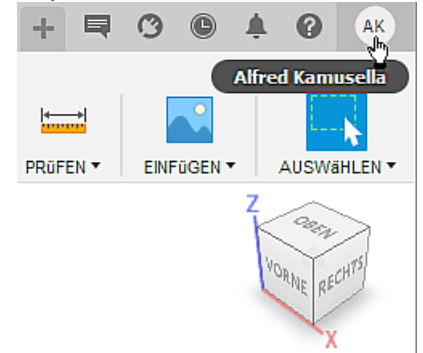 AK
Alfred Kamusella
PRüFEN EINFüGEN AUSWäHLEN
Z
OBEN
VORNE RECHTS
X